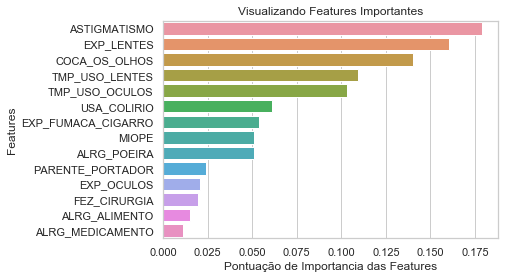 Visualizando Features Importantes
ASTIGMATISMO
EXP_LENTES
COCA_OS_OLHOS
TMP_USO_LENTES
TMP_USO_OCULOS
USA_COLIRIO
EXP_FUMACA_CIGARRO
MIOPE
ALRG_POEIRA
PARENTE_PORTADOR
EXP_OCULOS
FEZ_CIRURGIA
ALRG_ALIMENTO
ALRG_MEDICAMENTO
Features
0.000 0.025 0.050 0.075 0.100 0.125 0.150 0.175
Pontuação de Importancia das Features